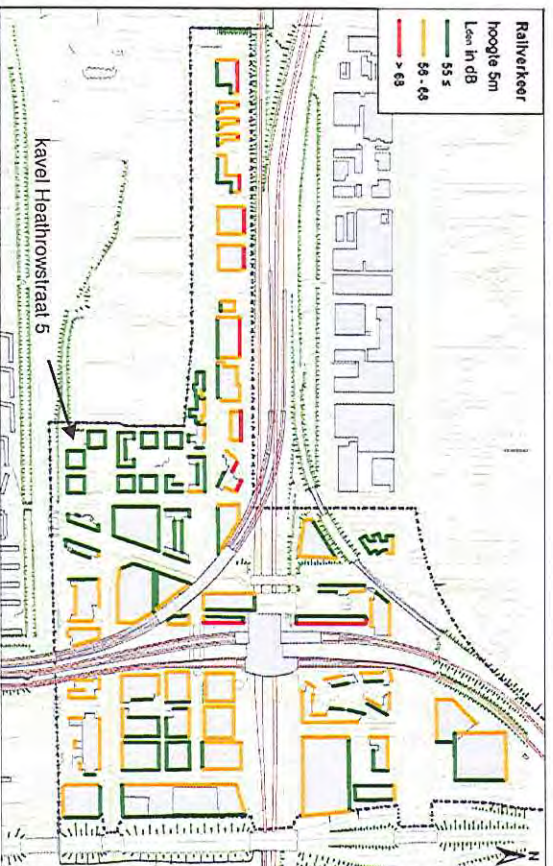 Railverkeer
hoogte 5m
Lden in dB
55 ≤
56 - 68
> 68
kavel Heathrowstraat 5
N